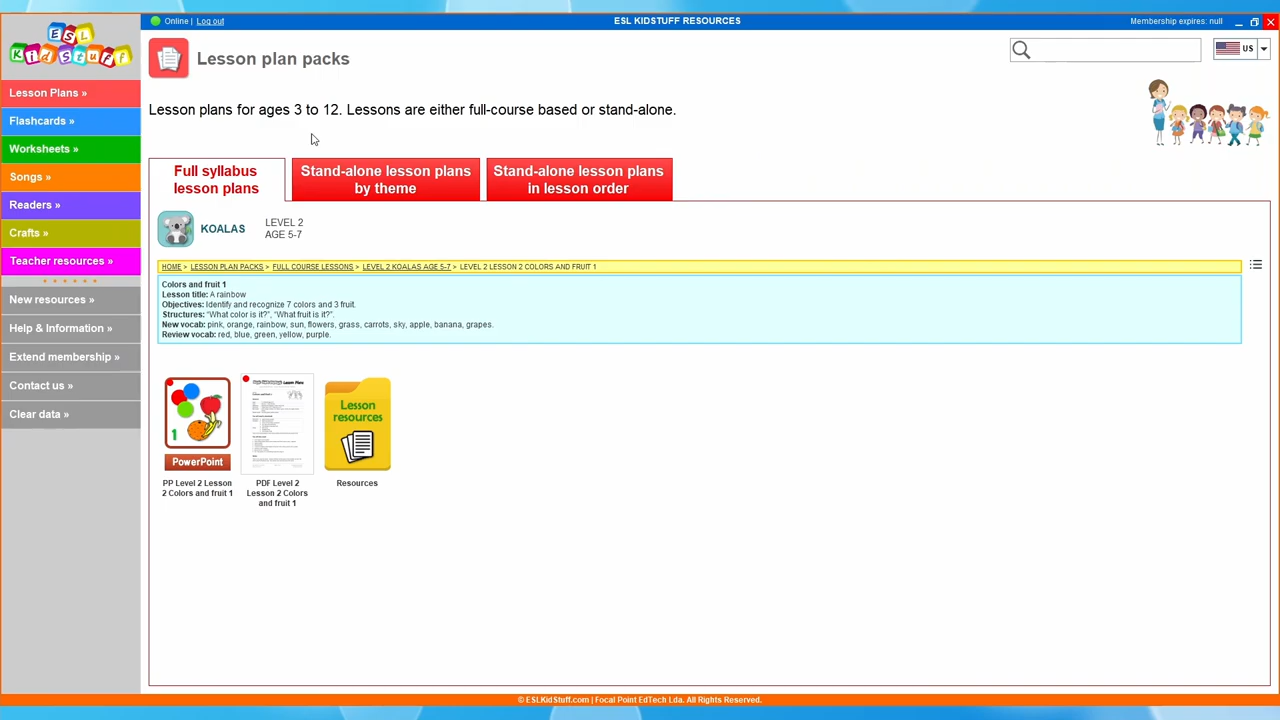 Online | Log out
ESL KIDSTUFF RESOURCES
Membership expires: null
ESL
KidStuff
Lesson plan packs
US
Lesson Plans »
Flashcards »
Worksheets »
Songs »
Readers »
Crafts »
Teacher resources »
New resources »
Help & Information »
Extend membership »
Contact us »
Clear data »
Lesson plans for ages 3 to 12. Lessons are either full-course based or stand-alone.
Full syllabus
lesson plans
Stand-alone lesson plans
by theme
Stand-alone lesson plans
in lesson order
KOALAS
LEVEL 2
AGE 5-7
HOME > LESSON PLAN PACKS > FULL COURSE LESSONS > LEVEL 2 KOALAS AGE 5-7 > LEVEL 2 LESSON 2 COLORS AND FRUIT 1
Colors and fruit 1
Lesson title: A rainbow
Objectives: Identify and recognize 7 colors and 3 fruit.
Structures: "What color is it?", "What fruit is it?".
New vocab: pink, orange, rainbow, sun, flowers, grass, carrots, sky, apple, banana, grapes.
Review vocab: red, blue, green, yellow, purple.
1
PowerPoint
PP Level 2 Lesson
2 Colors and fruit 1
Lesson Plans
PDF Level 2
Lesson 2 Colors
and fruit 1
Lesson
resources
Resources
© ESLKidStuff.com | Focal Point EdTech Lda. All Rights Reserved.